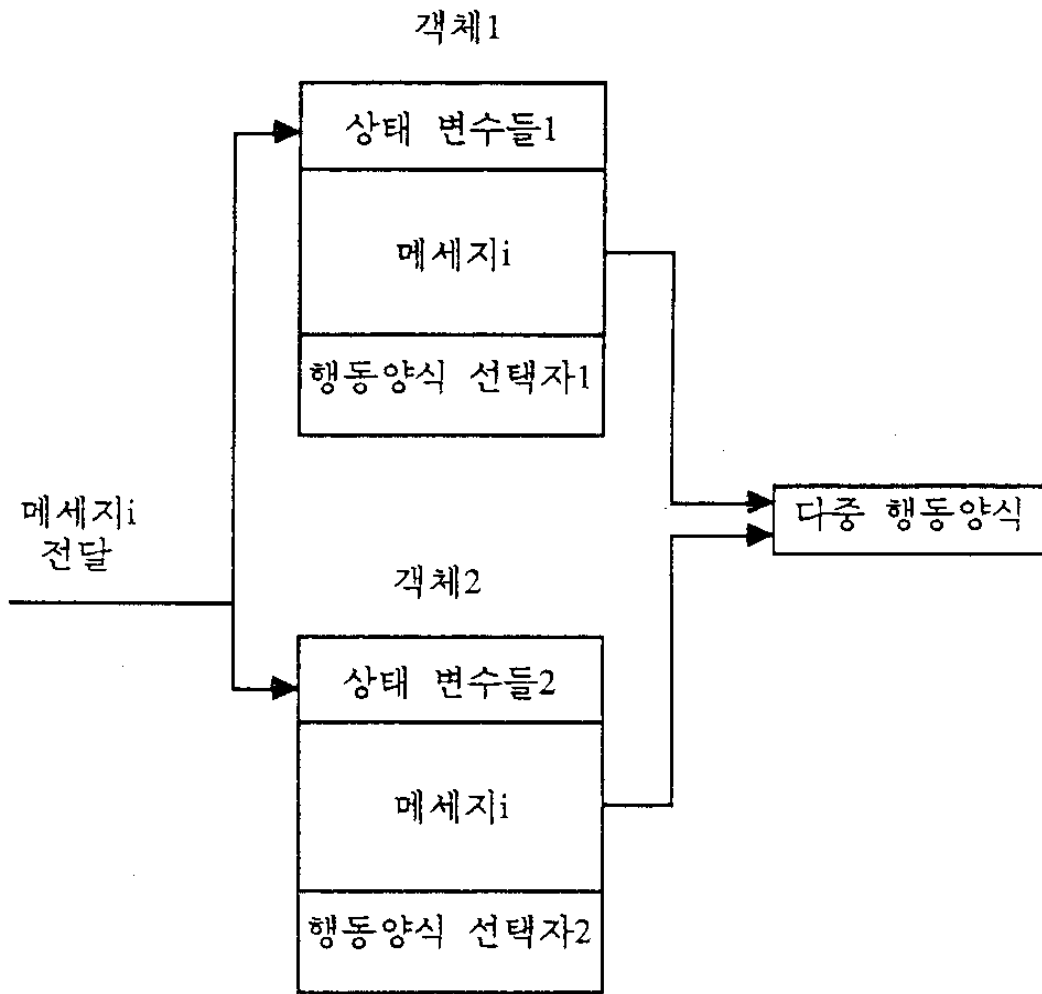 객체1
상태 변수들1
메세지i
행동양식 선택자1
메세지i
전달
다중 행동양식
객체2
상태 변수들2
메세지i
행동양식 선택자2